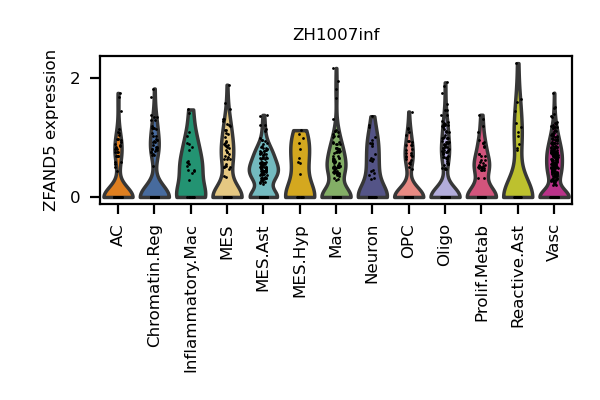 ZH1007inf
ZFAND5 expression
2
0
AC
Chromatin.Reg
Inflammatory.Mac
MES
MES.Ast
MES.Hyp
Mac
Neuron
OPC
Oligo
Prolif.Metab
Reactive.Ast
Vasc